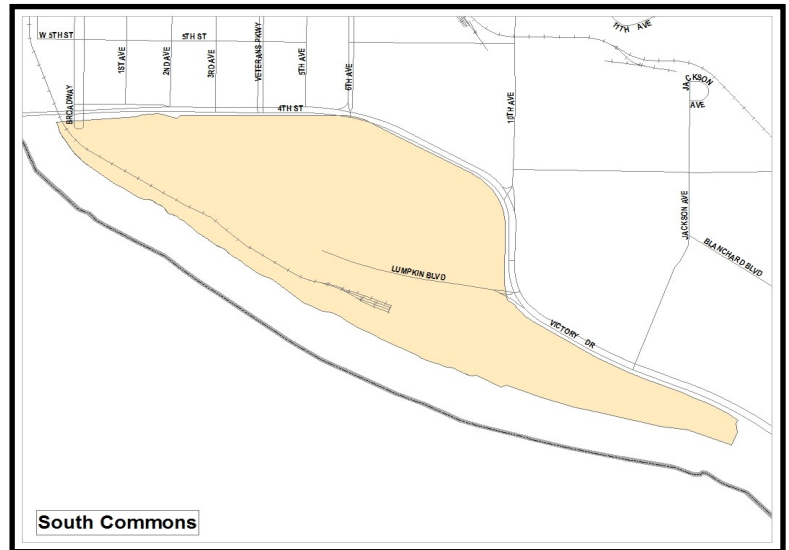 W 5TH ST
5TH ST
11TH AVE
BROADWAY
1ST AVE
2ND AVE
3RD AVE
VETERANS PKWY
5TH AVE
6TH AVE
10TH AVE
JACKSON AVE
4TH ST
JACKSON AVE
BLANCHARD BLVD
LUMPKIN BLVD
VICTORY DR
South Commons